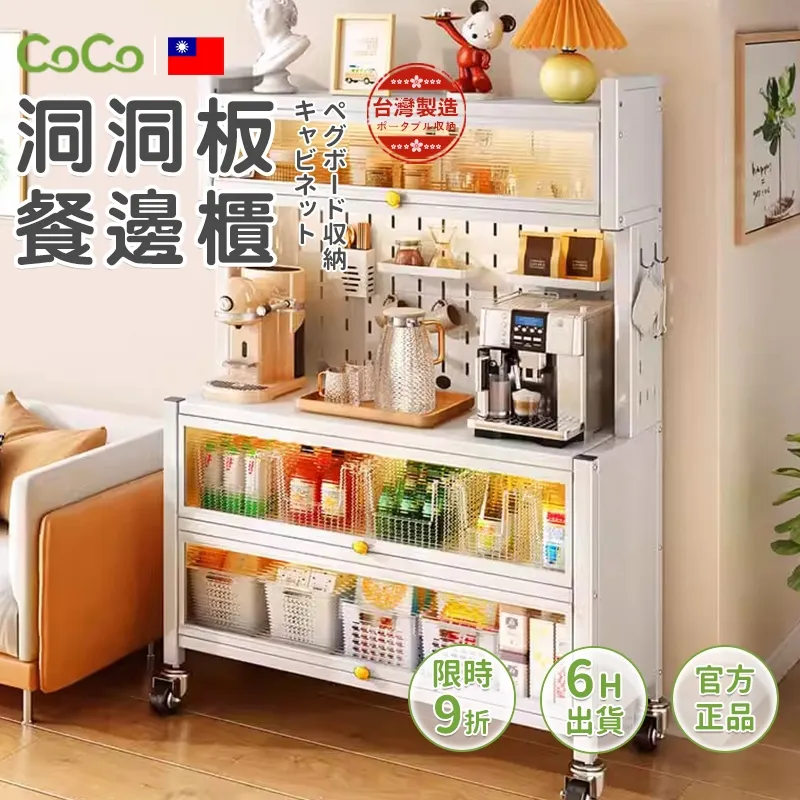 CoCo
洞洞板
餐邊櫃
ペグボード収納
キャビネット
台灣製造
ポータブル収納
限時
9折
6H
出貨
官方
正品